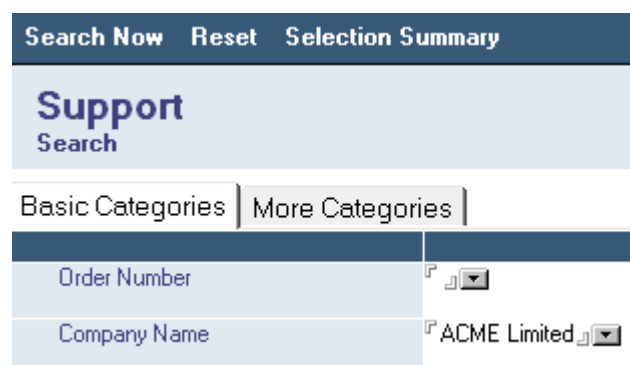 Search Now Reset Selection Summary
Support
Search
Basic Categories More Categories
Order Number
Company Name ACME Limited